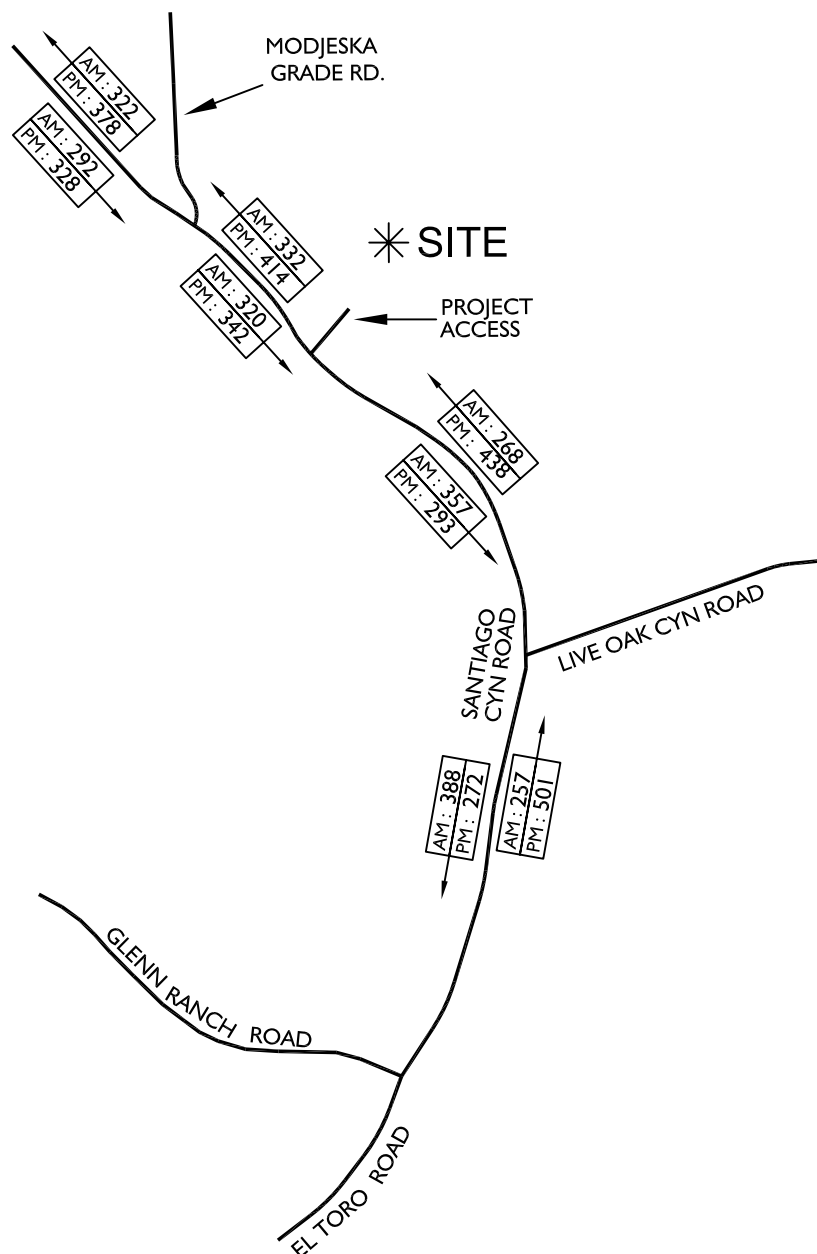 MODJESKA
GRADE RD.
AM : 322
PM : 378
AM : 292
PM : 328
AM : 332
PM : 414
SITE
AM : 320
PM : 342
PROJECT
ACCESS
AM : 268
PM : 438
AM : 357
PM : 293
LIVE OAK CYN ROAD
SANTIAGO
CYN ROAD
AM : 388
PM : 272
AM : 257
PM : 501
GLENN RANCH ROAD
EL TORO ROAD